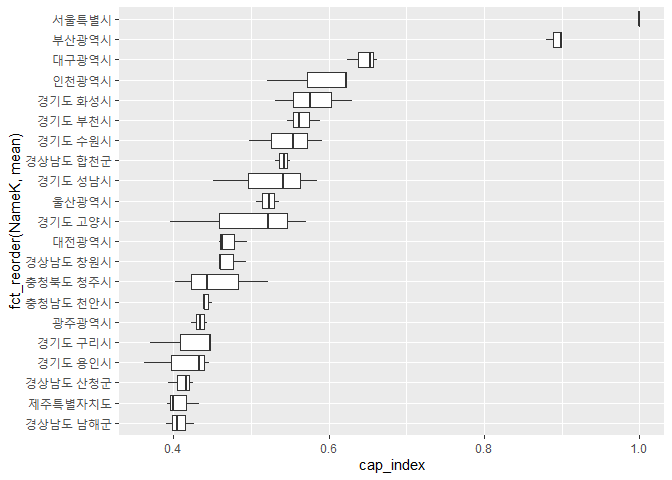 서울특별시
부산광역시
대구광역시
인천광역시
경기도 화성시
경기도 부천시
경기도 수원시
경상남도 합천군
경기도 성남시
울산광역시
경기도 고양시
대전광역시
경상남도 창원시
충청북도 청주시
충청남도 천안시
광주광역시
경기도 구리시
경기도 용인시
경상남도 산청군
제주특별자치도
경상남도 남해군
fct_reorder(NameK, mean)
0.4 0.6 0.8 1.0
cap_index